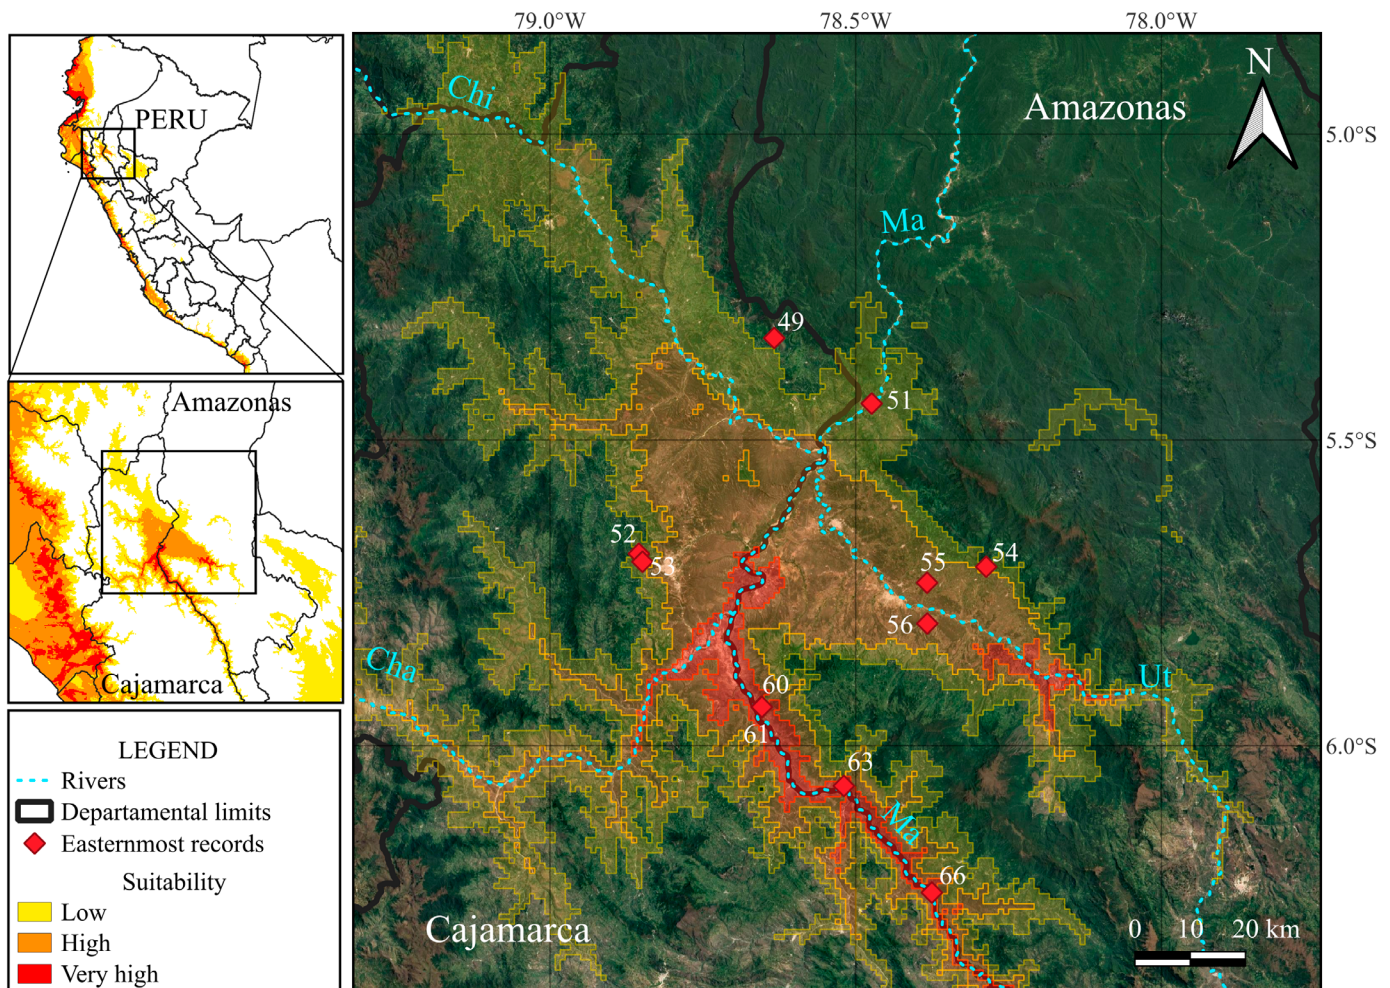 79.0°W
78.5°W
78.0°W
PERU
Chi
N
Amazonas
5.0°S
Ma
49
51
Amazonas
5.5°S
52
53
55
54
56
Cajamarca
Cha
60
61
Ut
6.0°S
63
Ma
66
LEGEND
Rivers
Departamental limits
Easternmost records
Suitability
Low
High
Very high
Cajamarca
0 10 20 km